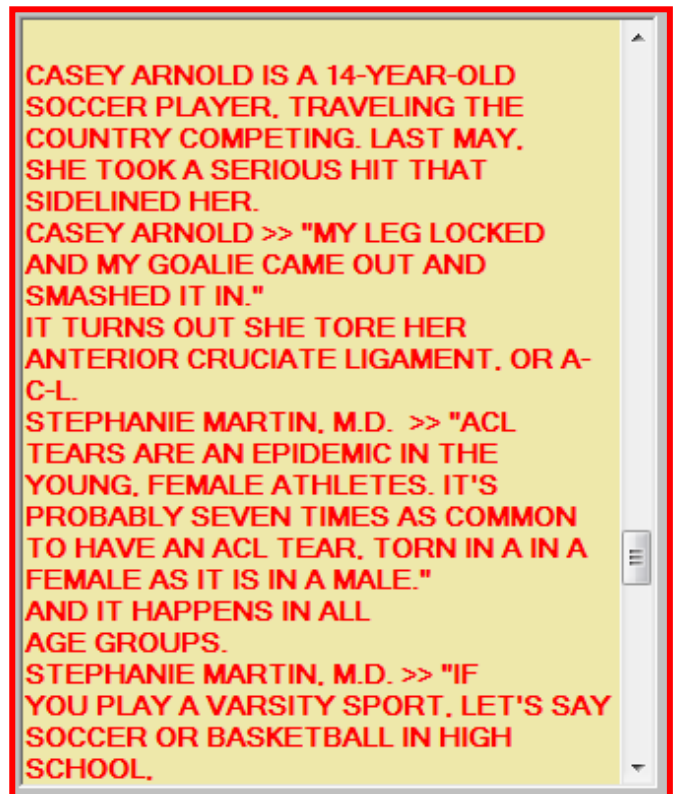 CASEY ARNOLD IS A 14-YEAR-OLD
SOCCER PLAYER, TRAVELING THE
COUNTRY COMPETING. LAST MAY,
SHE TOOK A SERIOUS HIT THAT
SIDELINED HER.
CASEY ARNOLD >> "MY LEG LOCKED
AND MY GOALIE CAME OUT AND
SMASHED IT IN."
IT TURNS OUT SHE TORE HER
ANTERIOR CRUCIATE LIGAMENT, OR A-
C-L.
STEPHANIE MARTIN, M.D.  >> "ACL
TEARS ARE AN EPIDEMIC IN THE
YOUNG, FEMALE ATHLETES. IT'S
PROBABLY SEVEN TIMES AS COMMON
TO HAVE AN ACL TEAR, TORN IN A IN A
FEMALE AS IT IS IN A MALE."
AND IT HAPPENS IN ALL
AGE GROUPS.
STEPHANIE MARTIN, M.D. >> "IF
YOU PLAY A VARSITY SPORT, LET'S SAY
SOCCER OR BASKETBALL IN HIGH
SCHOOL,